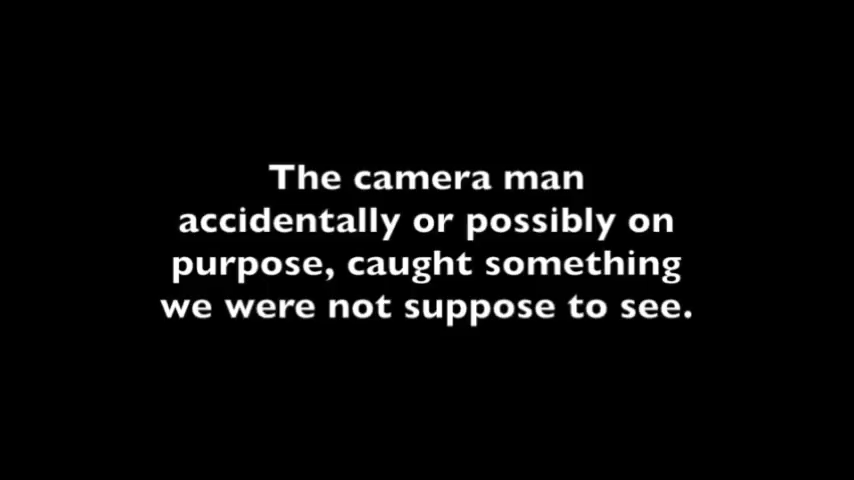 The camera man
accidentally or possibly on
purpose, caught something
we were not suppose to see.